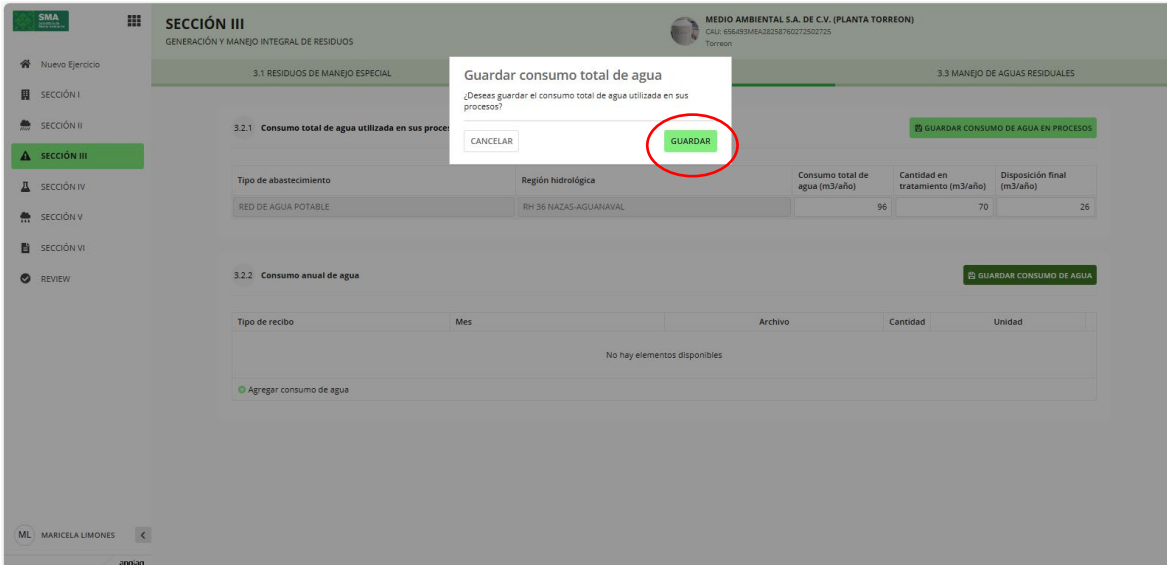 SMA
SECCIÓN III
GENERACIÓN Y MANEJO INTEGRAL DE RESIDUOS
MEDIO AMBIENTAL S.A. DE C.V. (PLANTA TORREON)
CALI: 656493MEA28258760272502725
Torreon
Nuevo Ejercicio
SECCIÓN I
SECCIÓN II
SECCIÓN III
SECCIÓN IV
SECCIÓN V
SECCIÓN VI
REVIEW
3.1 RESIDUOS DE MANEJO ESPECIAL
3.3 MANEJO DE AGUAS RESIDUALES
Guardar consumo total de agua
¿Deseas guardar el consumo total de agua utilizada en sus
procesos?
CANCELAR
GUARDAR
3.2.1 Consumo total de agua utilizada en sus proce
GUARDAR CONSUMO DE AGUA EN PROCESOS
Tipo de abastecimiento
Región hidrológica
Consumo total de
agua (m3/año)
Cantidad en
tratamiento (m3/año)
Disposición final
(m3/año)
RED DE AGUA POTABLE
RH 36 NAZAS-AGUANAVAL
96
70
26
3.2.2 Consumo anual de agua
GUARDAR CONSUMO DE AGUA
Tipo de recibo
Mes
Archivo
Cantidad
Unidad
No hay elementos disponibles
Agregar consumo de agua
ML MARICELA LIMONES